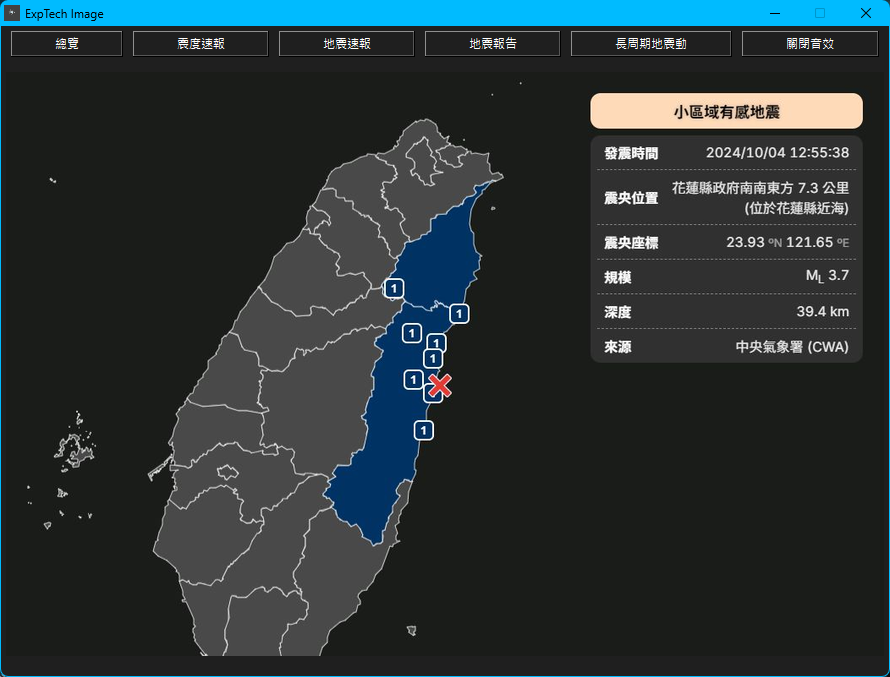 ExpTech Image
總覽
震度速報
地震速報
地震報告
長周期地震動
關閉音效
小區域有感地震
發震時間 2024/10/04 12:55:38
震央位置 花蓮縣政府南南東方 7.3 公里
(位於花蓮縣近海)
震央座標 23.93 ºN 121.65 ºE
規模 ML 3.7
深度 39.4 km
來源 中央氣象署 (CWA)
1
1
1
1
1
1
1